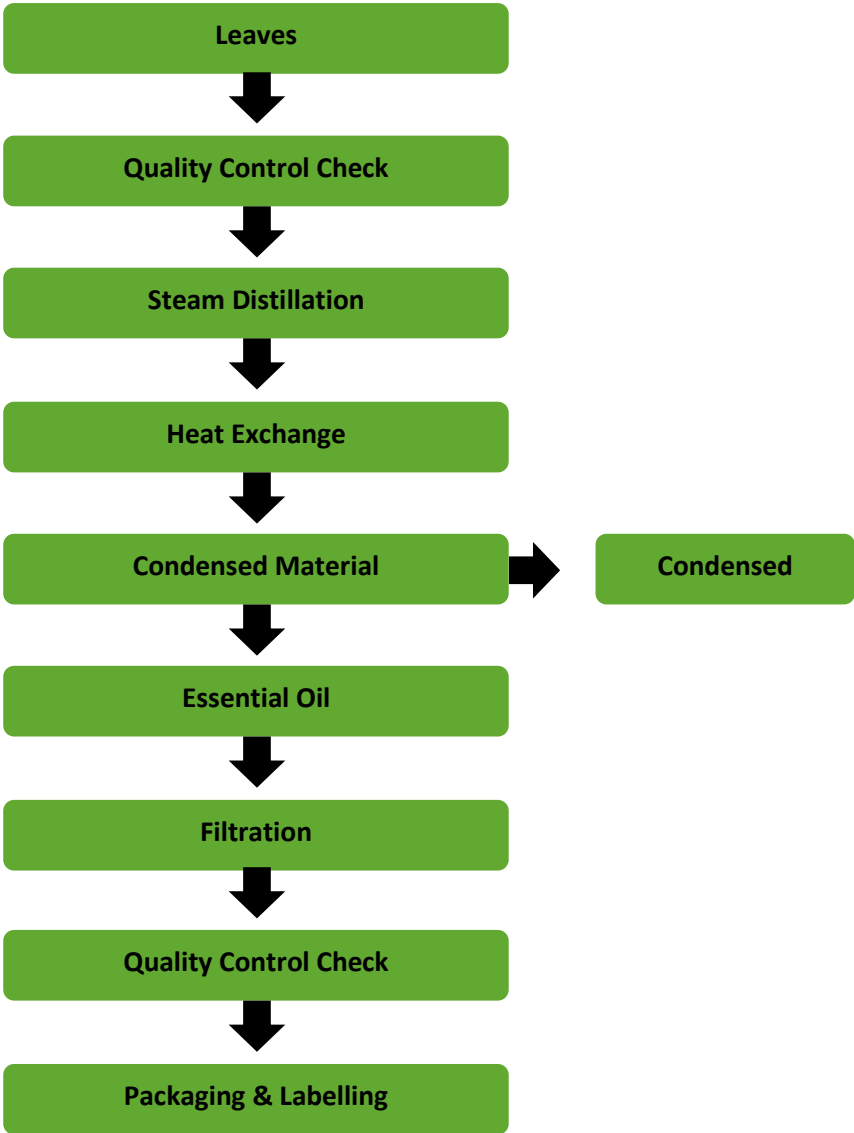 Leaves
Quality Control Check
Steam Distillation
Heat Exchange
Condensed Material
Condensed
Essential Oil
Filtration
Quality Control Check
Packaging & Labelling